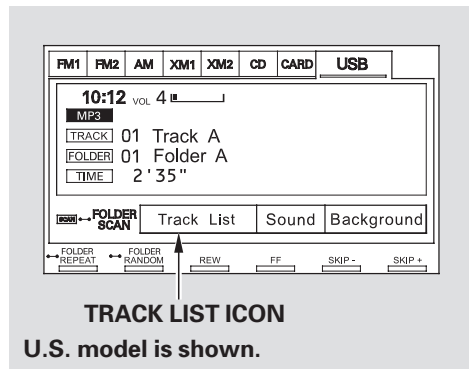 FM1 FM2 AM XM1 XM2 CD CARD USB
10:12 VOL 4
MP3
TRACK 01 Track A
FOLDER 01 Folder A
TIME 2'35"
SCAN FOLDER SCAN Track List Sound Background
FOLDER REPEAT FOLDER RANDOM REW FF SKIP - SKIP +
TRACK LIST ICON
U.S. model is shown.